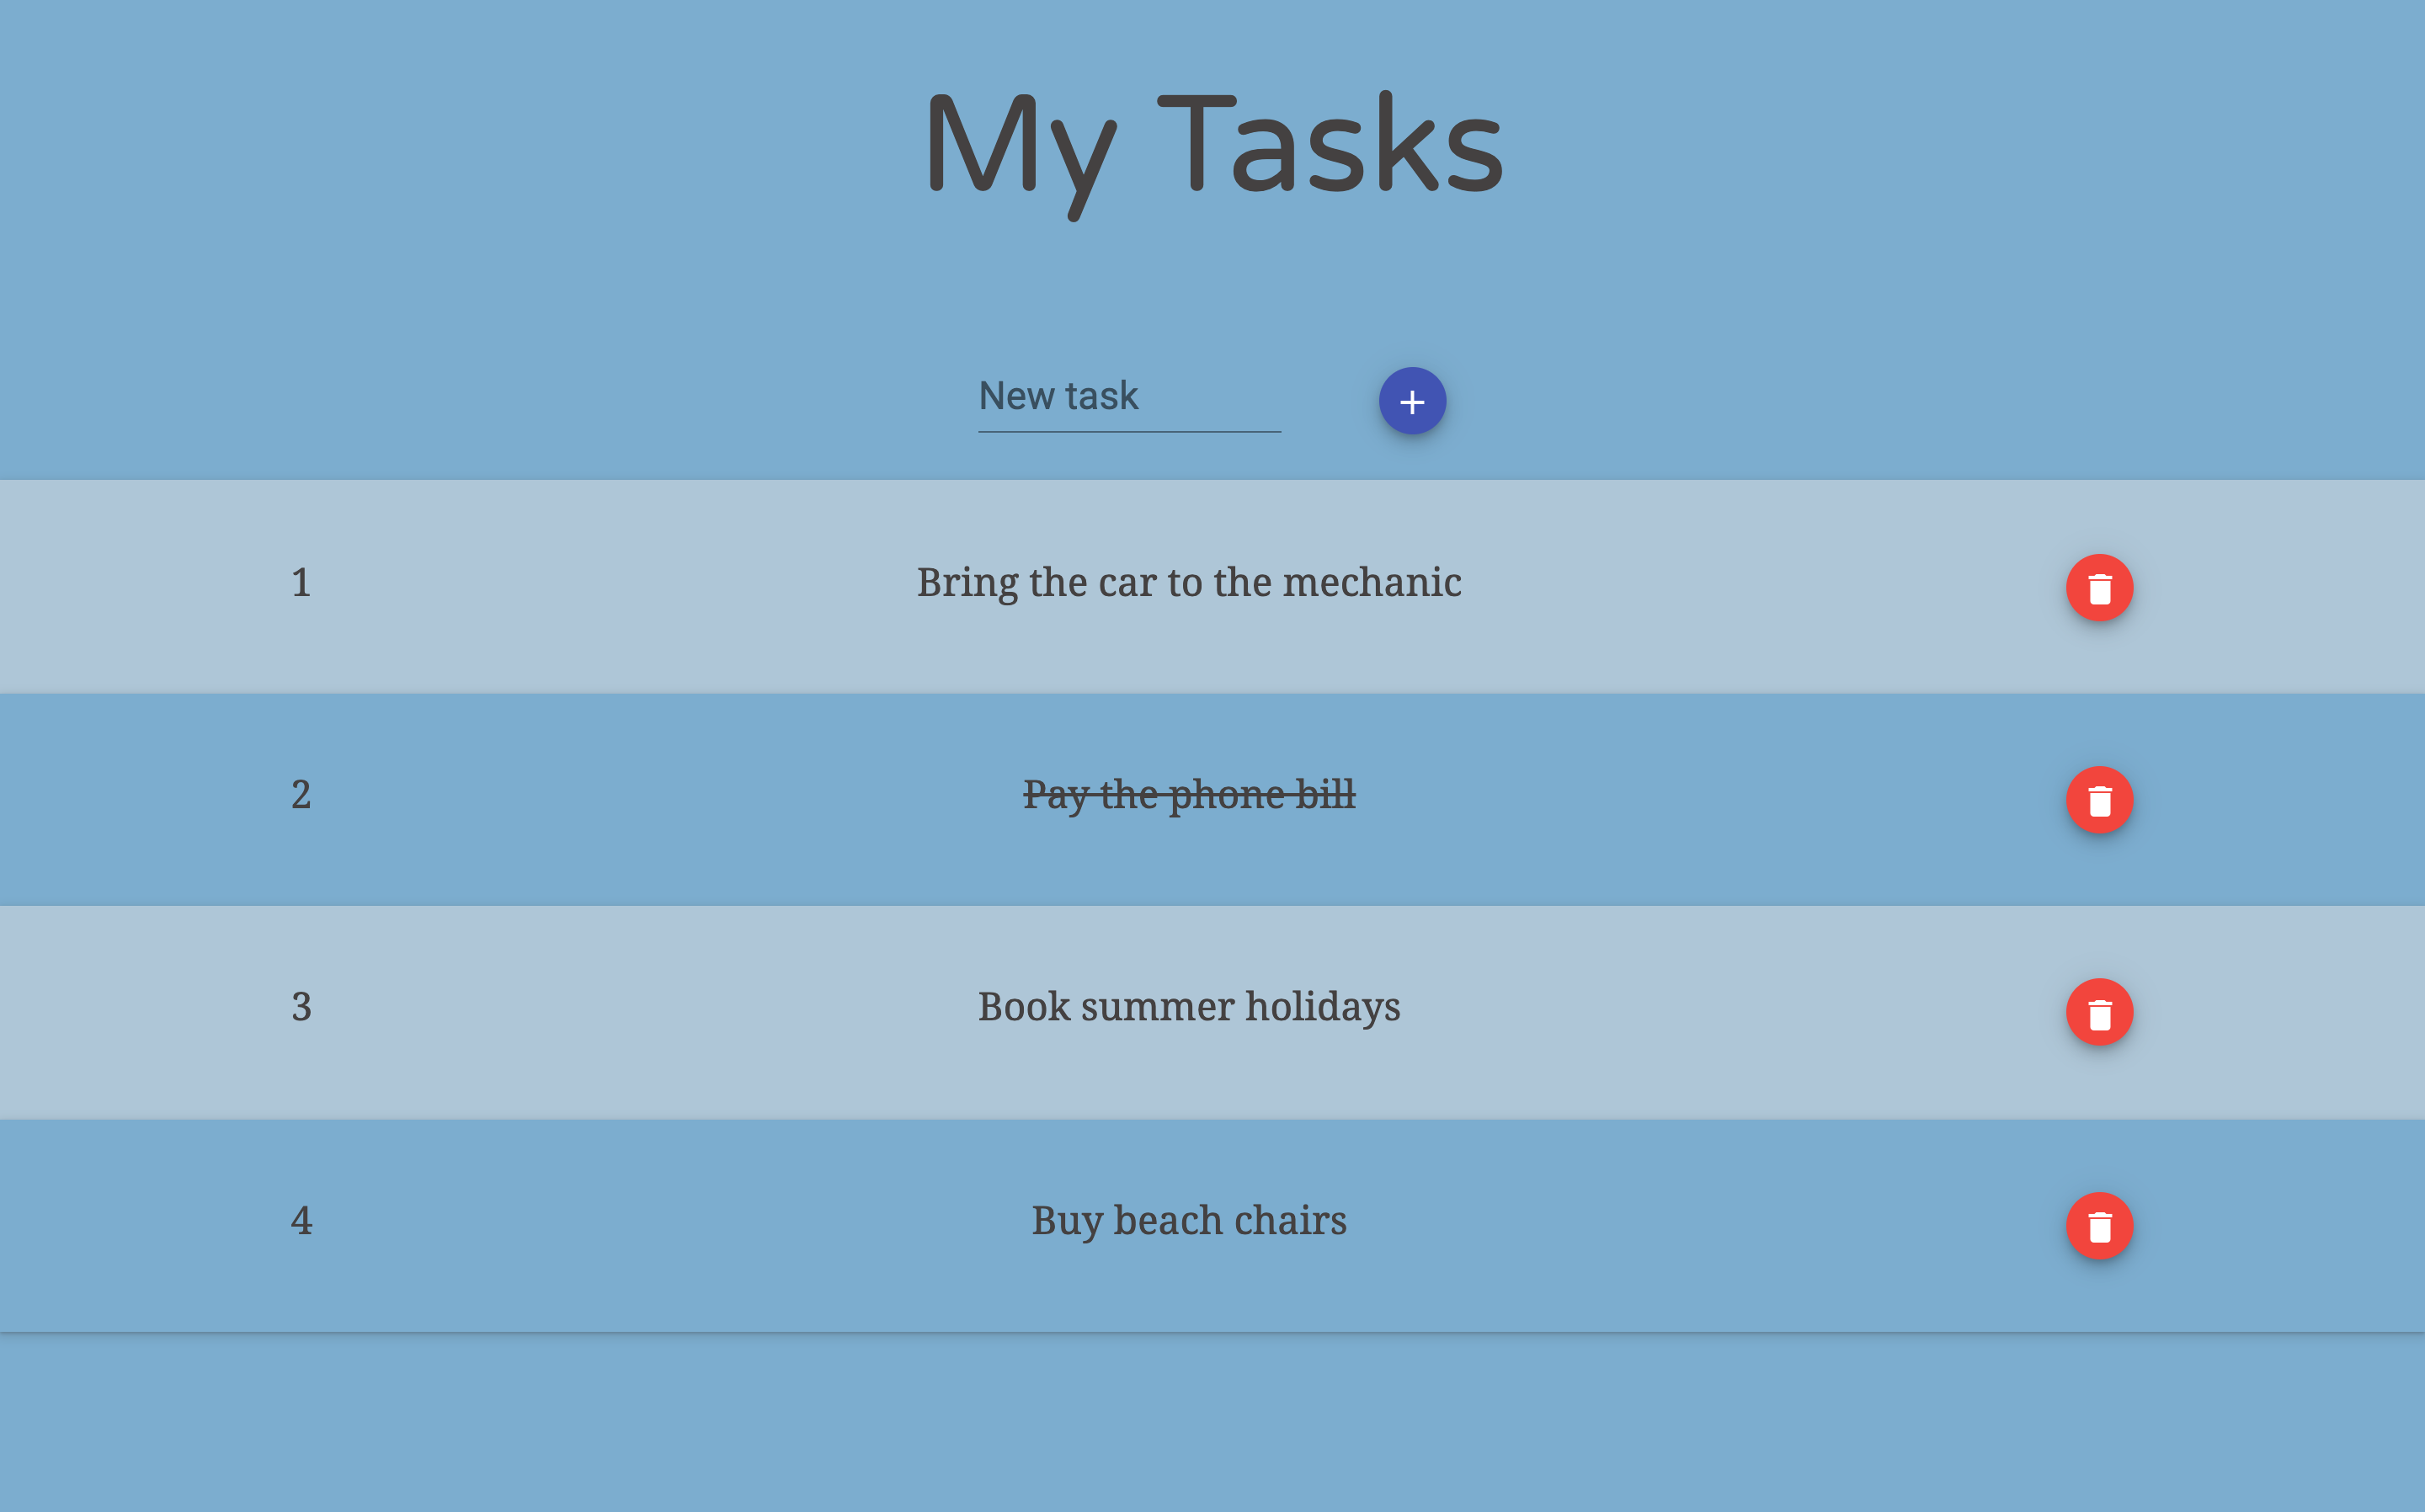 My Tasks
New task
1 Bring the car to the mechanic
2 Pay the phone bill
3 Book summer holidays
4 Buy beach chairs